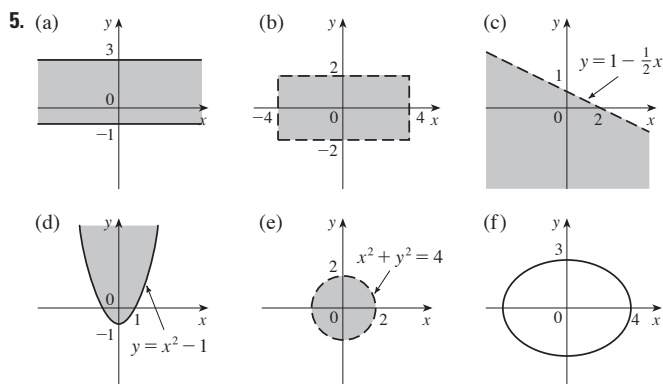 5. (a) (b) (c)
y y y
3 2 1 y = 1 − ½x
0 0 0
x −4 4 x 2 x
−1 −2
(d) (e) (f)
y y y
2 x² + y² = 4 3
0 0 0
1 x 2 x 4 x
−1 y = x² − 1